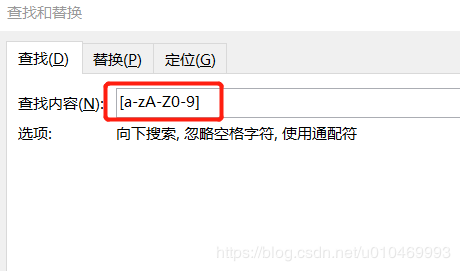 查找和替换
查找(D) 替换(P) 定位(G)
查找内容(N): [a-zA-Z0-9]
选项: 向下搜索, 忽略空格字符, 使用通配符
https://blog.csdn.net/u010469993